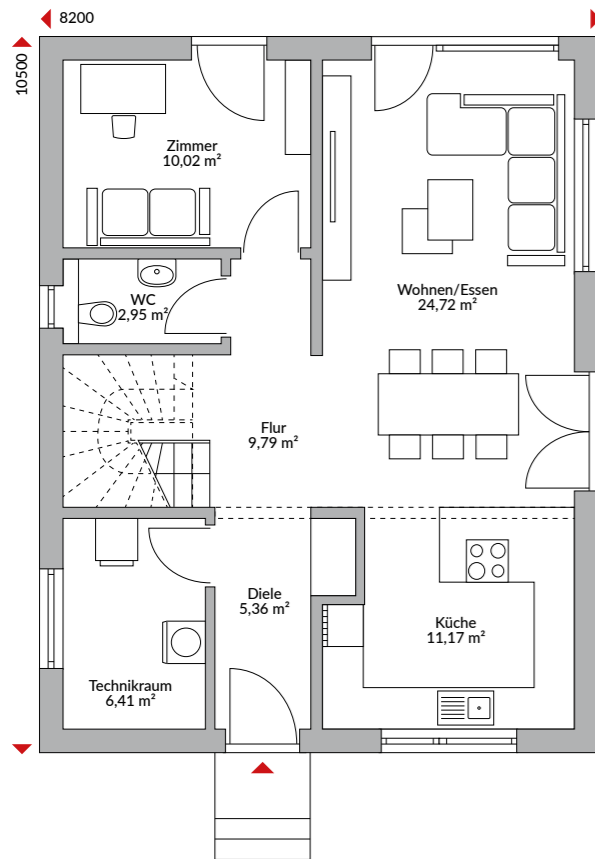 8200
10500
Zimmer
10,02 m²
WC
2,95 m²
Wohnen/Essen
24,72 m²
Flur
9,79 m²
Diele
5,36 m²
Küche
11,17 m²
Technikraum
6,41 m²